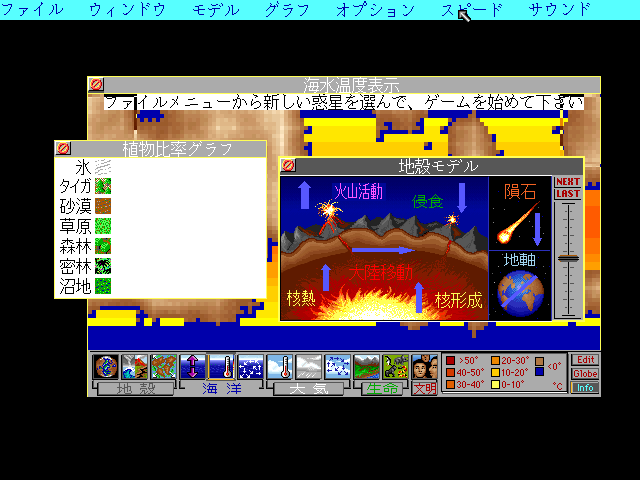 ファイル ウィンドウ モデル グラフ オプション スピード サウンド
海水温度表示
ファイルメニューから新しい惑星を選んで、ゲームを始めて下さい
植物比率グラフ
氷
タイガ
砂漠
草原
森林
密林
沼地
地殻モデル
火山活動
侵食
大陸移動
核熱
核形成
隕石
地軸
NEXT
LAST
地殻 海洋 大気 生命 文明
>50° 20-30° <0°
40-50° 10-20°
30-40° 0-10° °C
Edit
Globe
Info